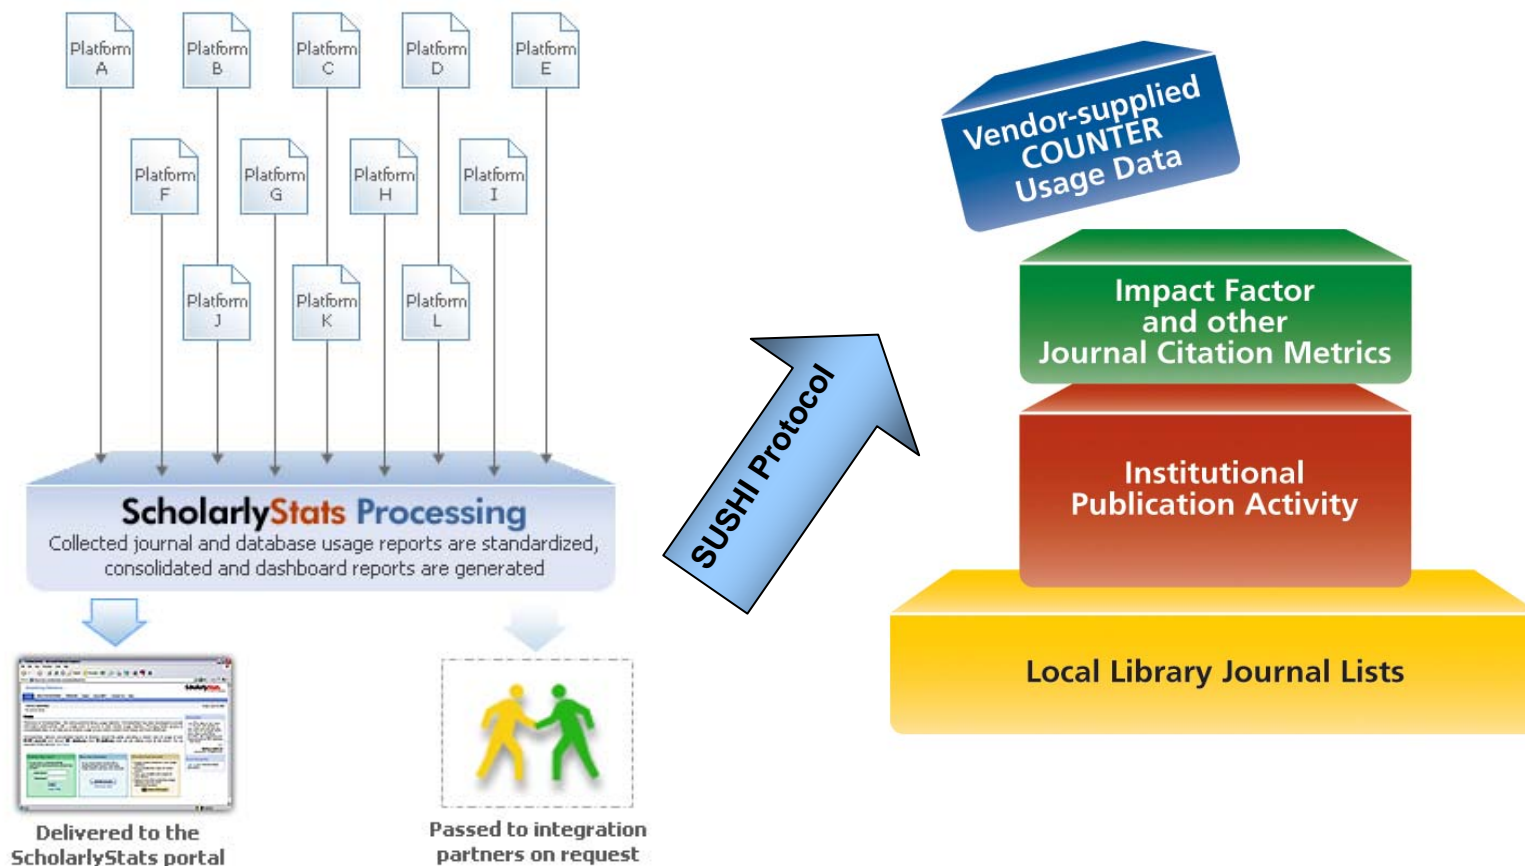 Platform
A
Platform
B
Platform
C
Platform
D
Platform
E
Platform
F
Platform
G
Platform
H
Platform
I
Platform
J
Platform
K
Platform
L
ScholarlyStats Processing
Collected journal and database usage reports are standardized,
consolidated and dashboard reports are generated
Delivered to the
ScholarlyStats portal
Passed to integration
partners on request
SUSHI Protocol
Vendor-supplied
COUNTER
Usage Data
Impact Factor
and other
Journal Citation Metrics
Institutional
Publication Activity
Local Library Journal Lists